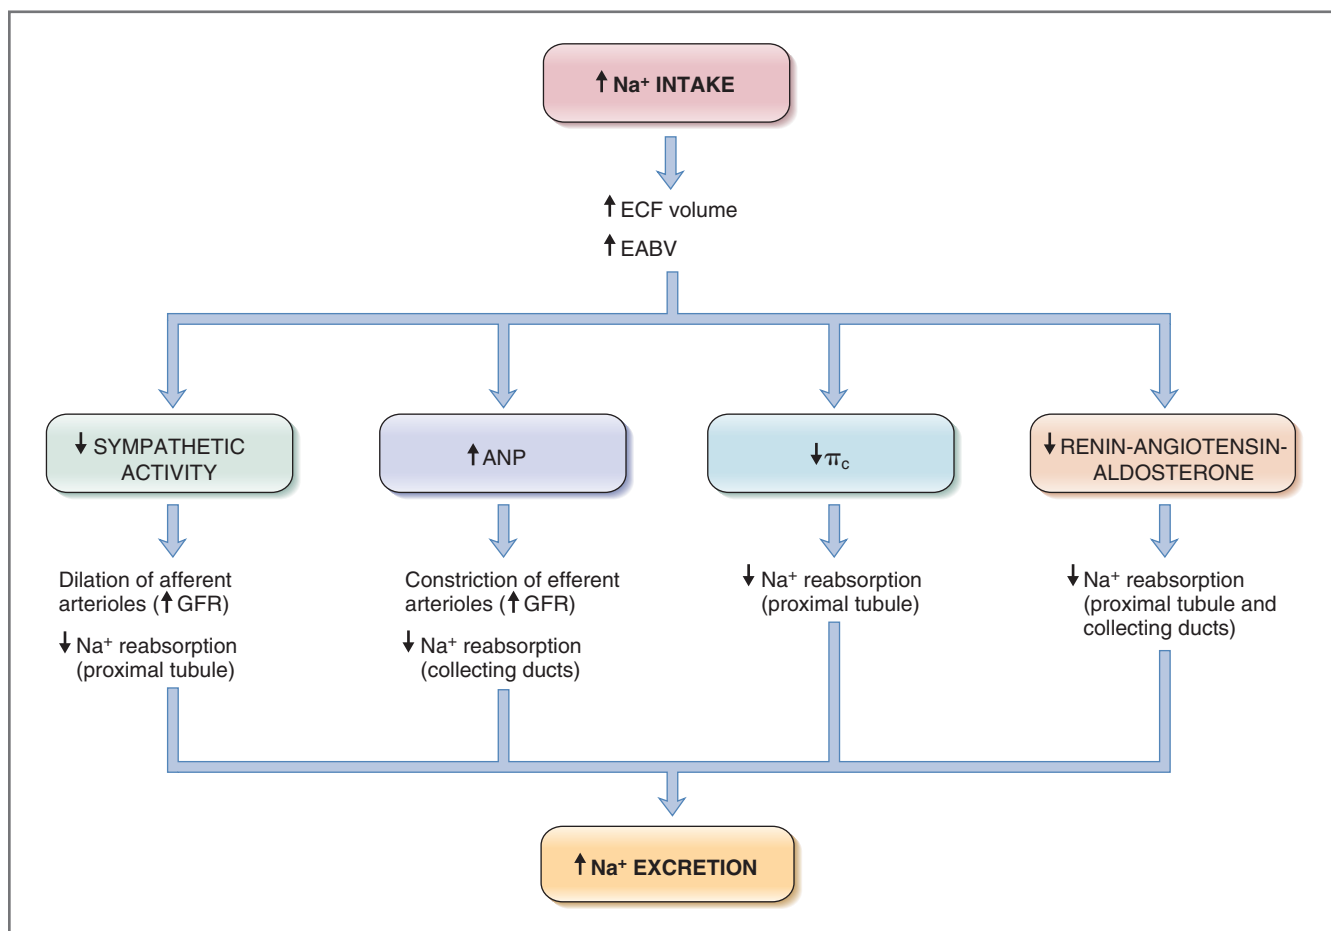 ↑ Na⁺ INTAKE
↑ ECF volume
↑ EABV
↓ SYMPATHETIC
ACTIVITY
↑ ANP
↓ πc
↓ RENIN-ANGIOTENSIN-
ALDOSTERONE
Dilation of afferent
arterioles (↑ GFR)
↓ Na⁺ reabsorption
(proximal tubule)
Constriction of efferent
arterioles (↑ GFR)
↓ Na⁺ reabsorption
(collecting ducts)
↓ Na⁺ reabsorption
(proximal tubule)
↓ Na⁺ reabsorption
(proximal tubule and
collecting ducts)
↑ Na⁺ EXCRETION